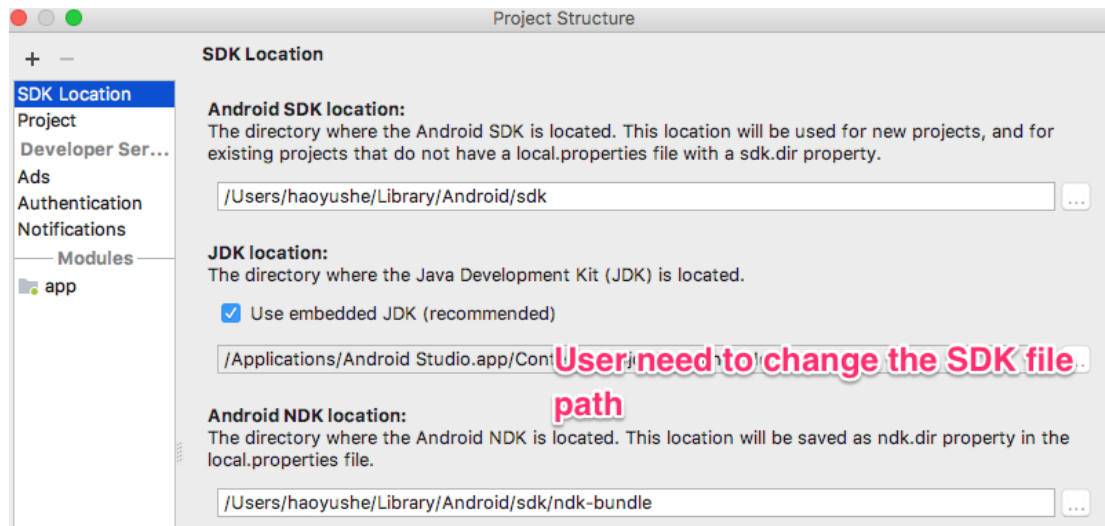 Project Structure
+ −
SDK Location
Project
Developer Ser...
Ads
Authentication
Notifications
Modules
app
SDK Location
Android SDK location:
The directory where the Android SDK is located. This location will be used for new projects, and for
existing projects that do not have a local.properties file with a sdk.dir property.
/Users/haoyushe/Library/Android/sdk
...
JDK location:
The directory where the Java Development Kit (JDK) is located.
Use embedded JDK (recommended)
/Applications/Android Studio.app/
...
User need to change the SDK file
path
Android NDK location:
The directory where the Android NDK is located. This location will be saved as ndk.dir property in the
local.properties file.
/Users/haoyushe/Library/Android/sdk/ndk-bundle
...